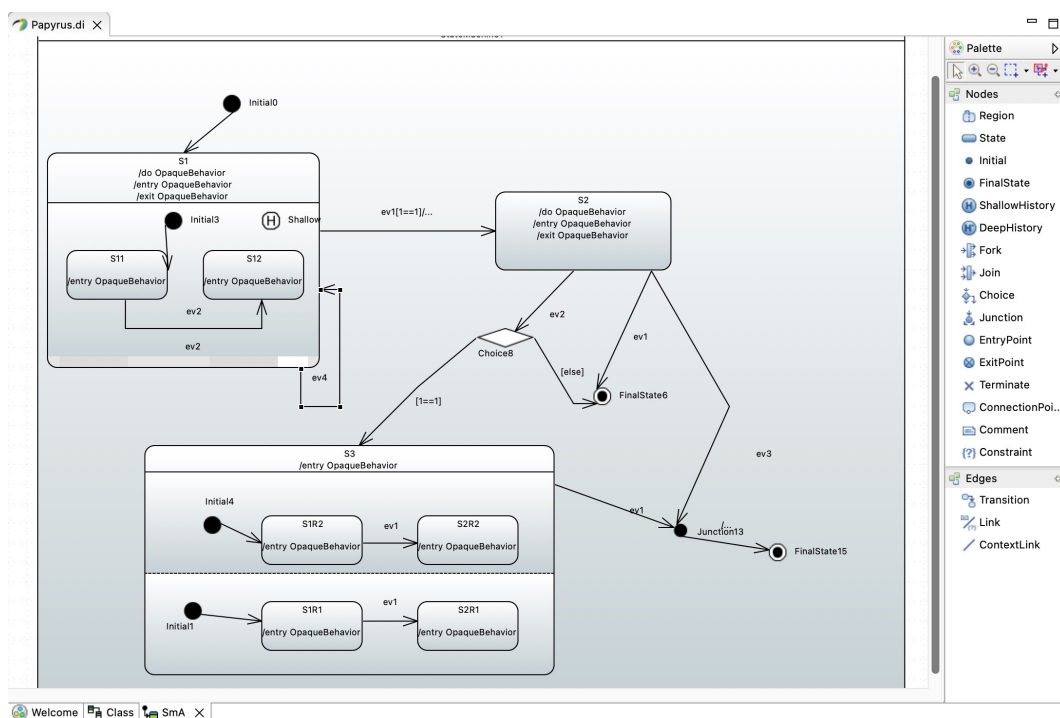 Papyrus.di
Palette
Nodes
Region
State
Initial
FinalState
ShallowHistory
DeepHistory
Fork
Join
Choice
Junction
EntryPoint
ExitPoint
Terminate
ConnectionPoi...
Comment
{?} Constraint
Edges
Transition
Link
ContextLink
Initial0
S1
/do OpaqueBehavior
/entry OpaqueBehavior
/exit OpaqueBehavior
Initial3
H Shallow
S11
/entry OpaqueBehavior
S12
/entry OpaqueBehavior
ev2
ev2
ev4
ev1[1==1]/...
S2
/do OpaqueBehavior
/entry OpaqueBehavior
/exit OpaqueBehavior
ev2
ev1
Choice8
[else]
FinalState6
[1==1]
ev3
S3
/entry OpaqueBehavior
Initial4
S1R2
/entry OpaqueBehavior
ev1
S2R2
/entry OpaqueBehavior
Initial1
S1R1
/entry OpaqueBehavior
ev1
S2R1
/entry OpaqueBehavior
ev1
/...
Junction13
FinalState15
Welcome
Class
SmA